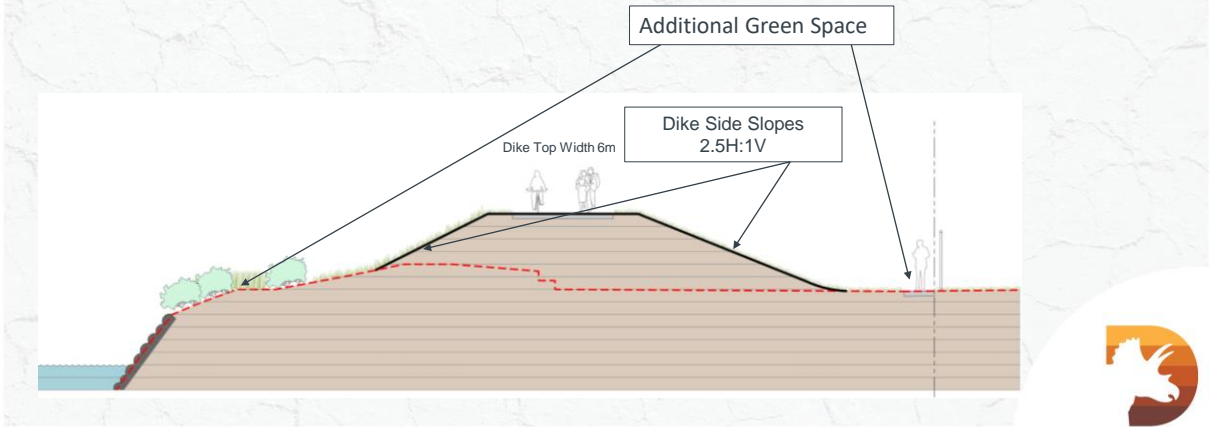 Additional Green Space
Dike Side Slopes
2.5H:1V
Dike Top Width 6m